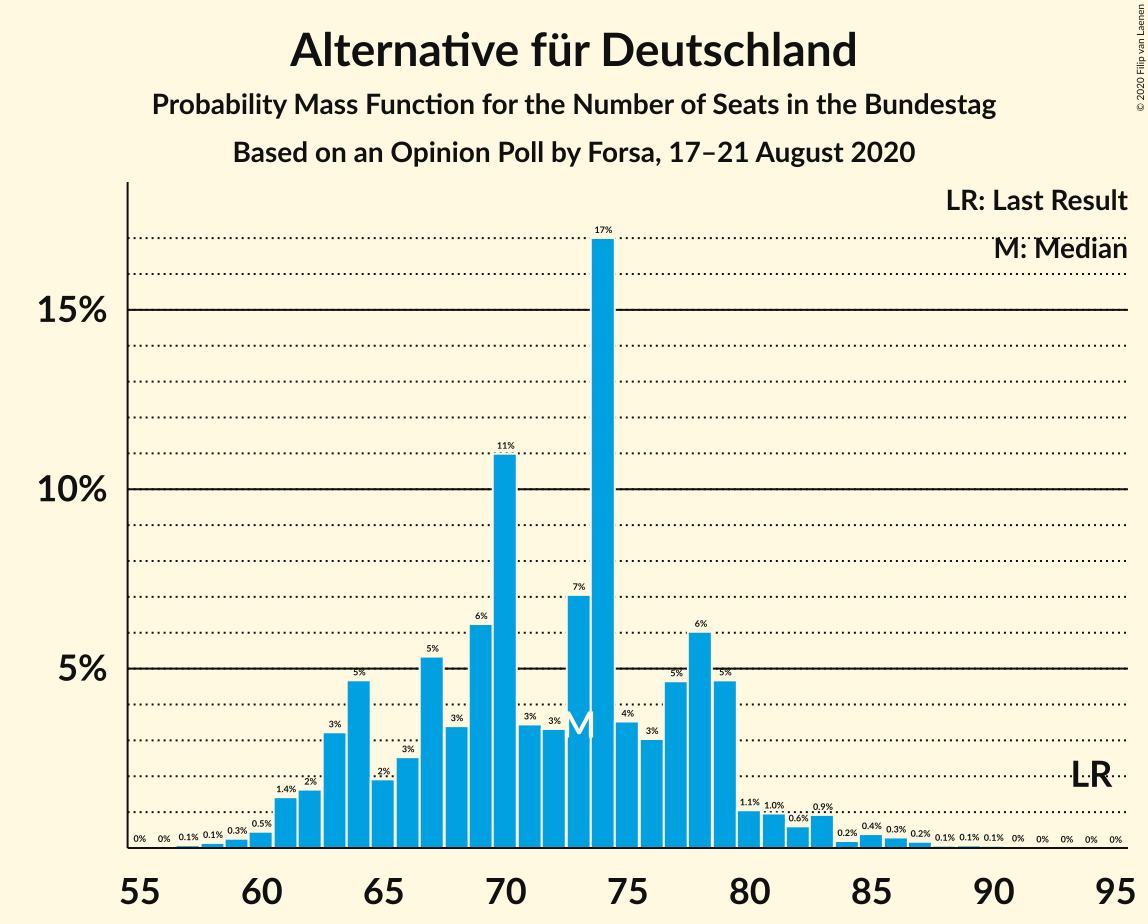 Alternative für Deutschland
Probability Mass Function for the Number of Seats in the Bundestag
Based on an Opinion Poll by Forsa, 17–21 August 2020
© 2020 Filip van Laenen
LR: Last Result
M: Median
15%
10%
5%
0% 0% 0.1% 0.1% 0.3% 0.5% 1.4% 2% 3% 5% 2% 3% 5% 3% 6% 11% 3% 3% 7% 17% 4% 3% 5% 6% 5% 1.1% 1.0% 0.6% 0.9% 0.2% 0.4% 0.3% 0.2% 0.1% 0.1% 0.1% 0% 0% 0% 0% 0%
M
LR
55 60 65 70 75 80 85 90 95